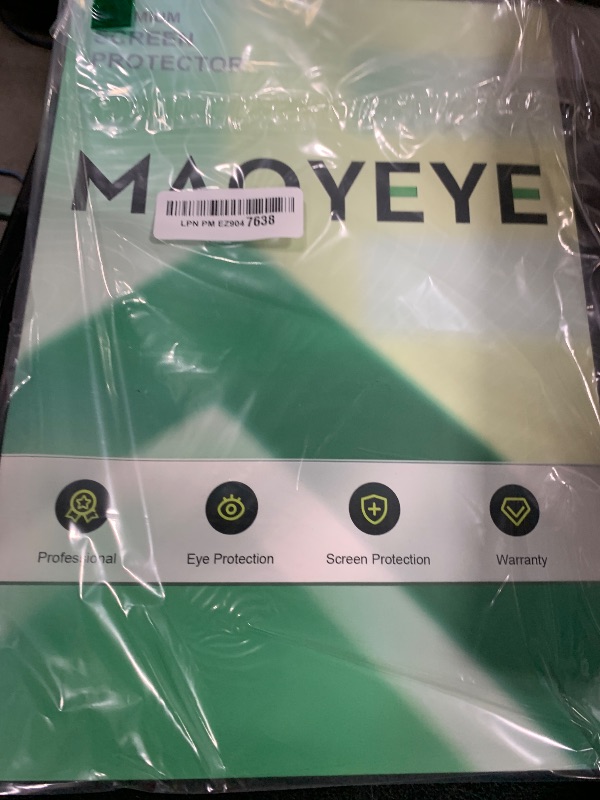 SCREEN
PROTECTOR
MAOYEYE
LPN PM EZ904 7638
Professional
Eye Protection
Screen Protection
Warranty